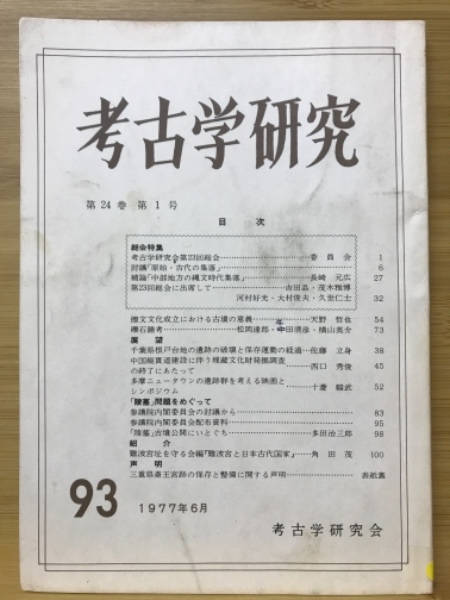 考古学研究
第24巻 第1号
目次
総会特集
考古学研究会第23回総会……委員会 1
討議「原始・古代の集落」…… 6
補論「中部地方の縄文時代集落」……長崎 元広 27
第23回総会に出席して……吉田晶・茂木雅博
河村好光・大村俊夫・久世仁士 32
擦文文化成立における古墳の意義……天野 哲也 54
礫石錘考……松岡達郎・田頭彦・横山英介 73
展望
千葉県根戸台地の遺跡の破壊と保存運動の経過…佐藤 立身 38
中国縦貫道建設に伴う埋蔵文化財発掘調査
の終了にあたって……西口 秀俊 45
多摩ニュータウンの遺跡群を考える映画と
シンポジウム……十菱 駿武 52
「陵墓」問題をめぐって
参議院内閣委員会の討議から…… 83
参議院内閣委員会配布資料…… 95
「陵墓」古墳公開にいとぐち……多田治三郎 98
紹介
難波宮址を守る会編『難波宮と日本古代国家』……角田 茂 100
声明
三重県斎王宮跡の保存と整備に関する声明……表紙裏
93
1977年6月
考古学研究会